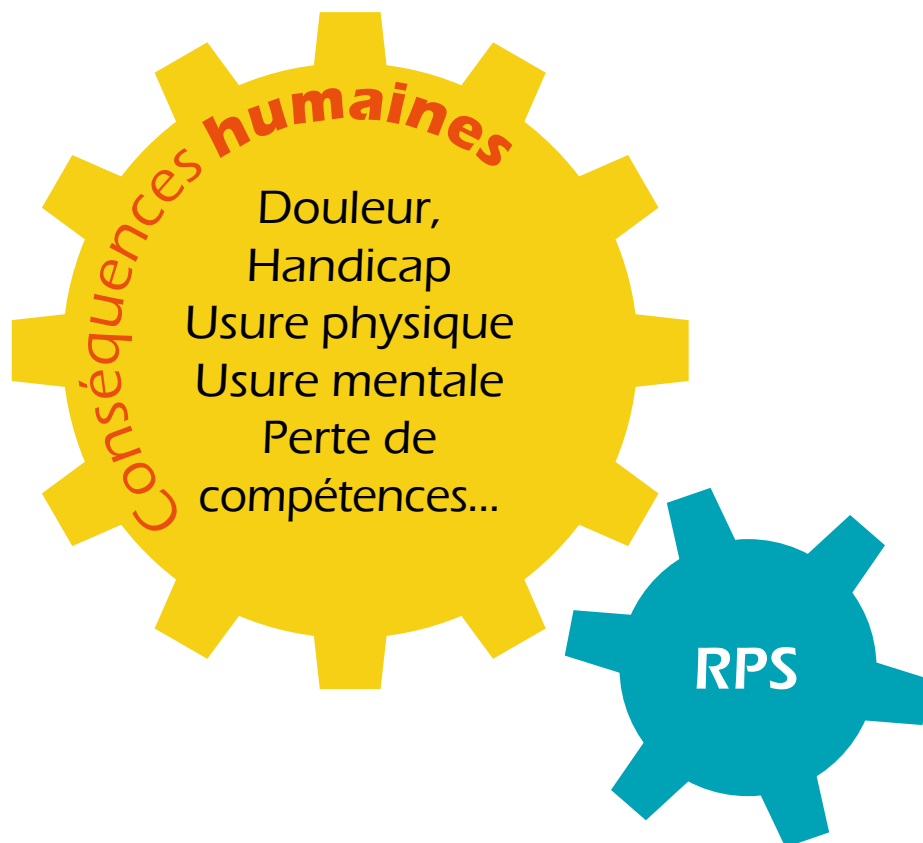 Conséquences humaines
Douleur,
Handicap
Usure physique
Usure mentale
Perte de
compétences...
RPS